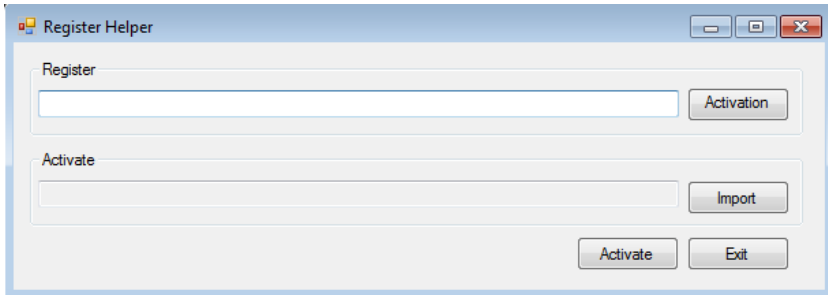 Register Helper
Register
Activation
Activate
Import
Activate Exit